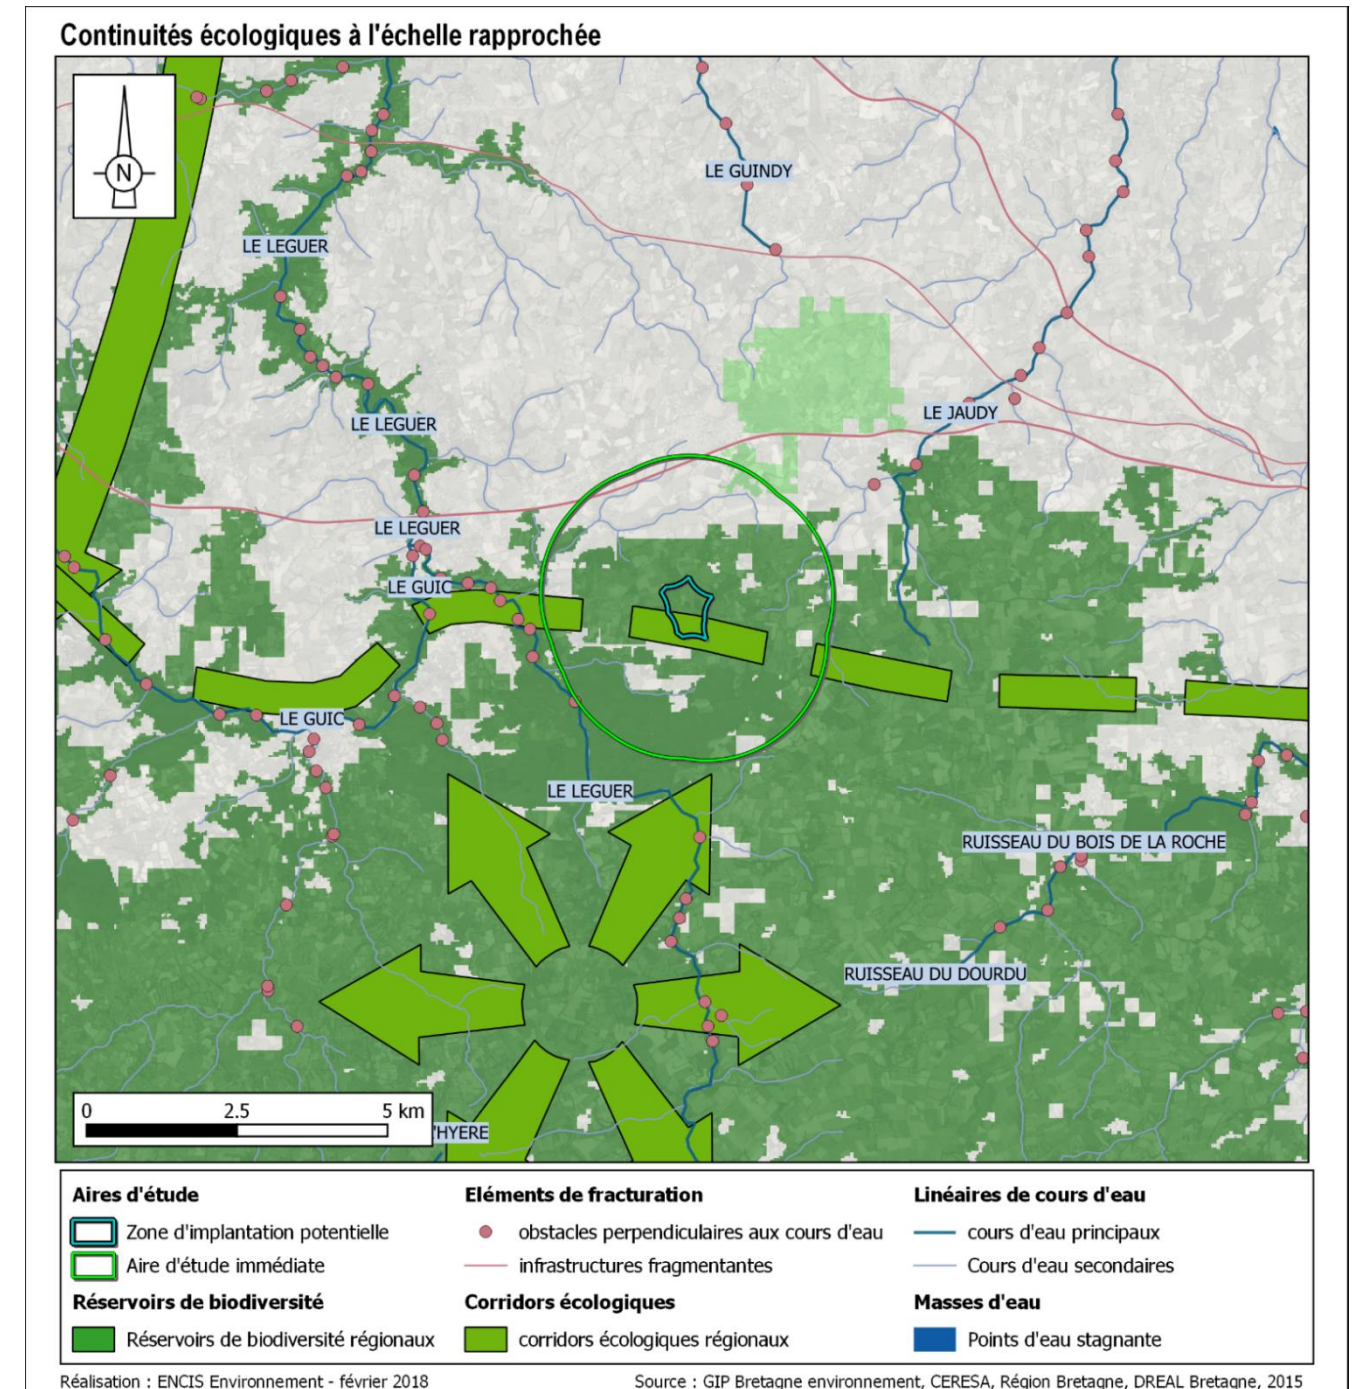 Continuités écologiques à l'échelle rapprochée
N
LE GUINDY
LE LEGUER
LE LEGUER
LE JAUDY
LE LEGUER
LE GUIC
LE GUIC
LE LEGUER
RUISSEAU DU BOIS DE LA ROCHE
RUISSEAU DU DOURDU
0 2.5 5 km
'HYERE
Aires d'étude
Zone d'implantation potentielle
Aire d'étude immédiate
Réservoirs de biodiversité
Réservoirs de biodiversité régionaux
Eléments de fracturation
obstacles perpendiculaires aux cours d'eau
infrastructures fragmentantes
Corridors écologiques
corridors écologiques régionaux
Linéaires de cours d'eau
cours d'eau principaux
Cours d'eau secondaires
Masses d'eau
Points d'eau stagnante
Réalisation : ENCIS Environnement - février 2018
Source : GIP Bretagne environnement, CERESA, Région Bretagne, DREAL Bretagne, 2015